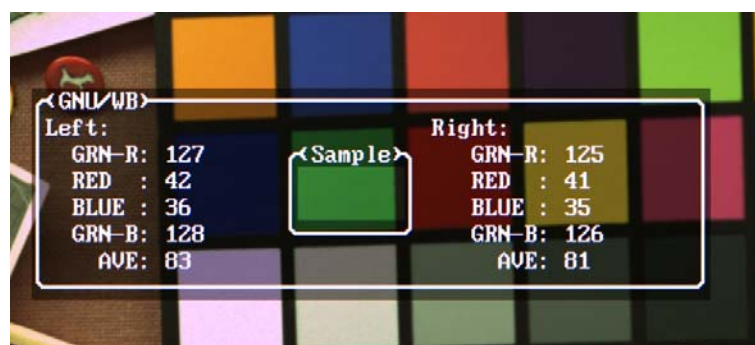 GNU/WB
Left:
GRN-R: 127
RED : 42
BLUE : 36
GRN-B: 128
AVE: 83
Sample
Right:
GRN-R: 125
RED : 41
BLUE : 35
GRN-B: 126
AVE: 81